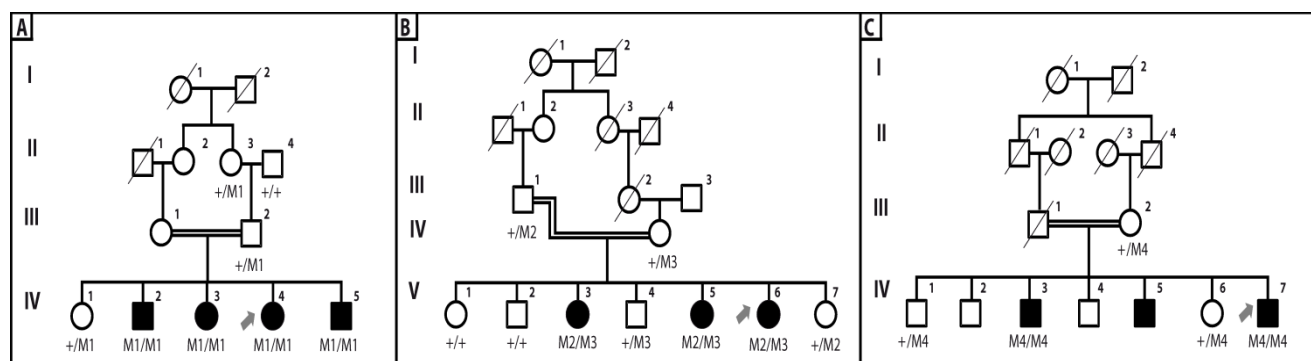 A
I
1 2
II
1 2 3 4
+/M1 +/+
III
1 2
+/M1
IV
1 2 3 4 5
+/M1 M1/M1 M1/M1 M1/M1 M1/M1
B
I
1 2
II
1 2 3 4
III
1 2 3
+/M2
IV
+/M3
V
1 2 3 4 5 6 7
+/+ +/+ M2/M3 +/M3 M2/M3 M2/M3 +/M2
C
I
1 2
II
1 2 3 4
III
1 2
+/M4
IV
1 2 3 4 5 6 7
+/M4 M4/M4 +/M4 M4/M4